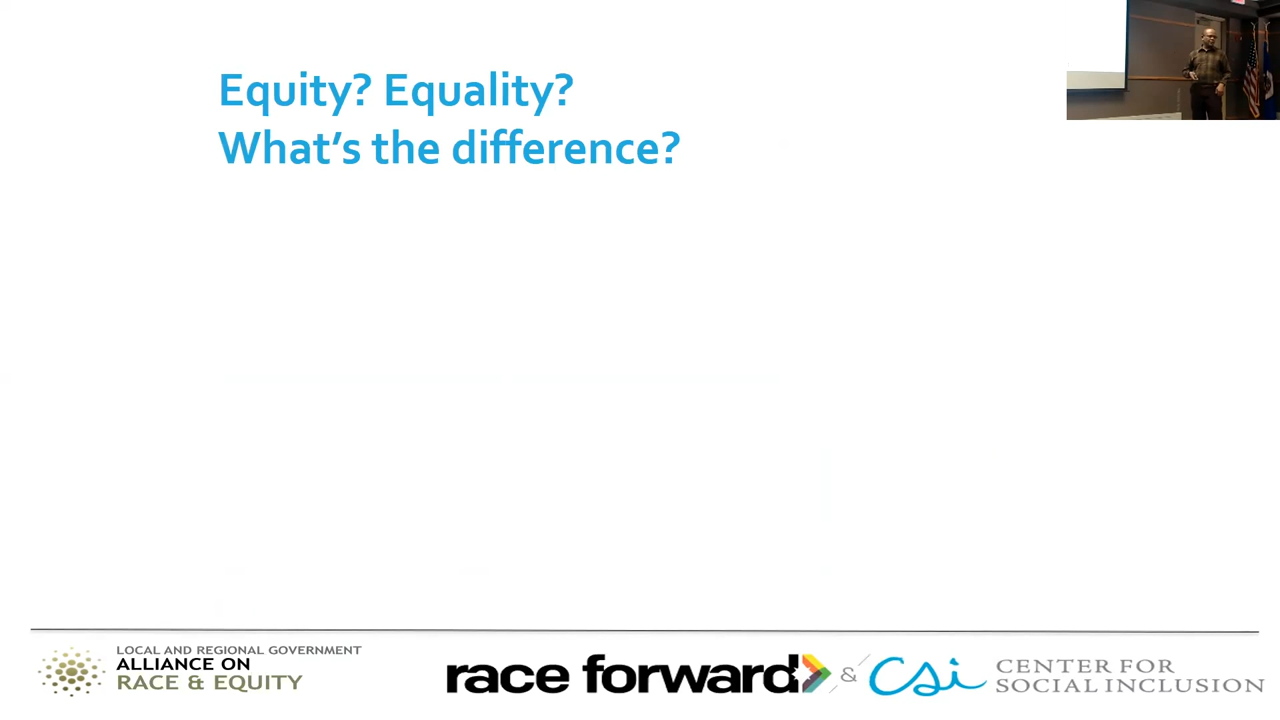 Equity? Equality?
What's the difference?
LOCAL AND REGIONAL GOVERNMENT
ALLIANCE ON
RACE & EQUITY
race forward
&
csi
CENTER FOR
SOCIAL INCLUSION